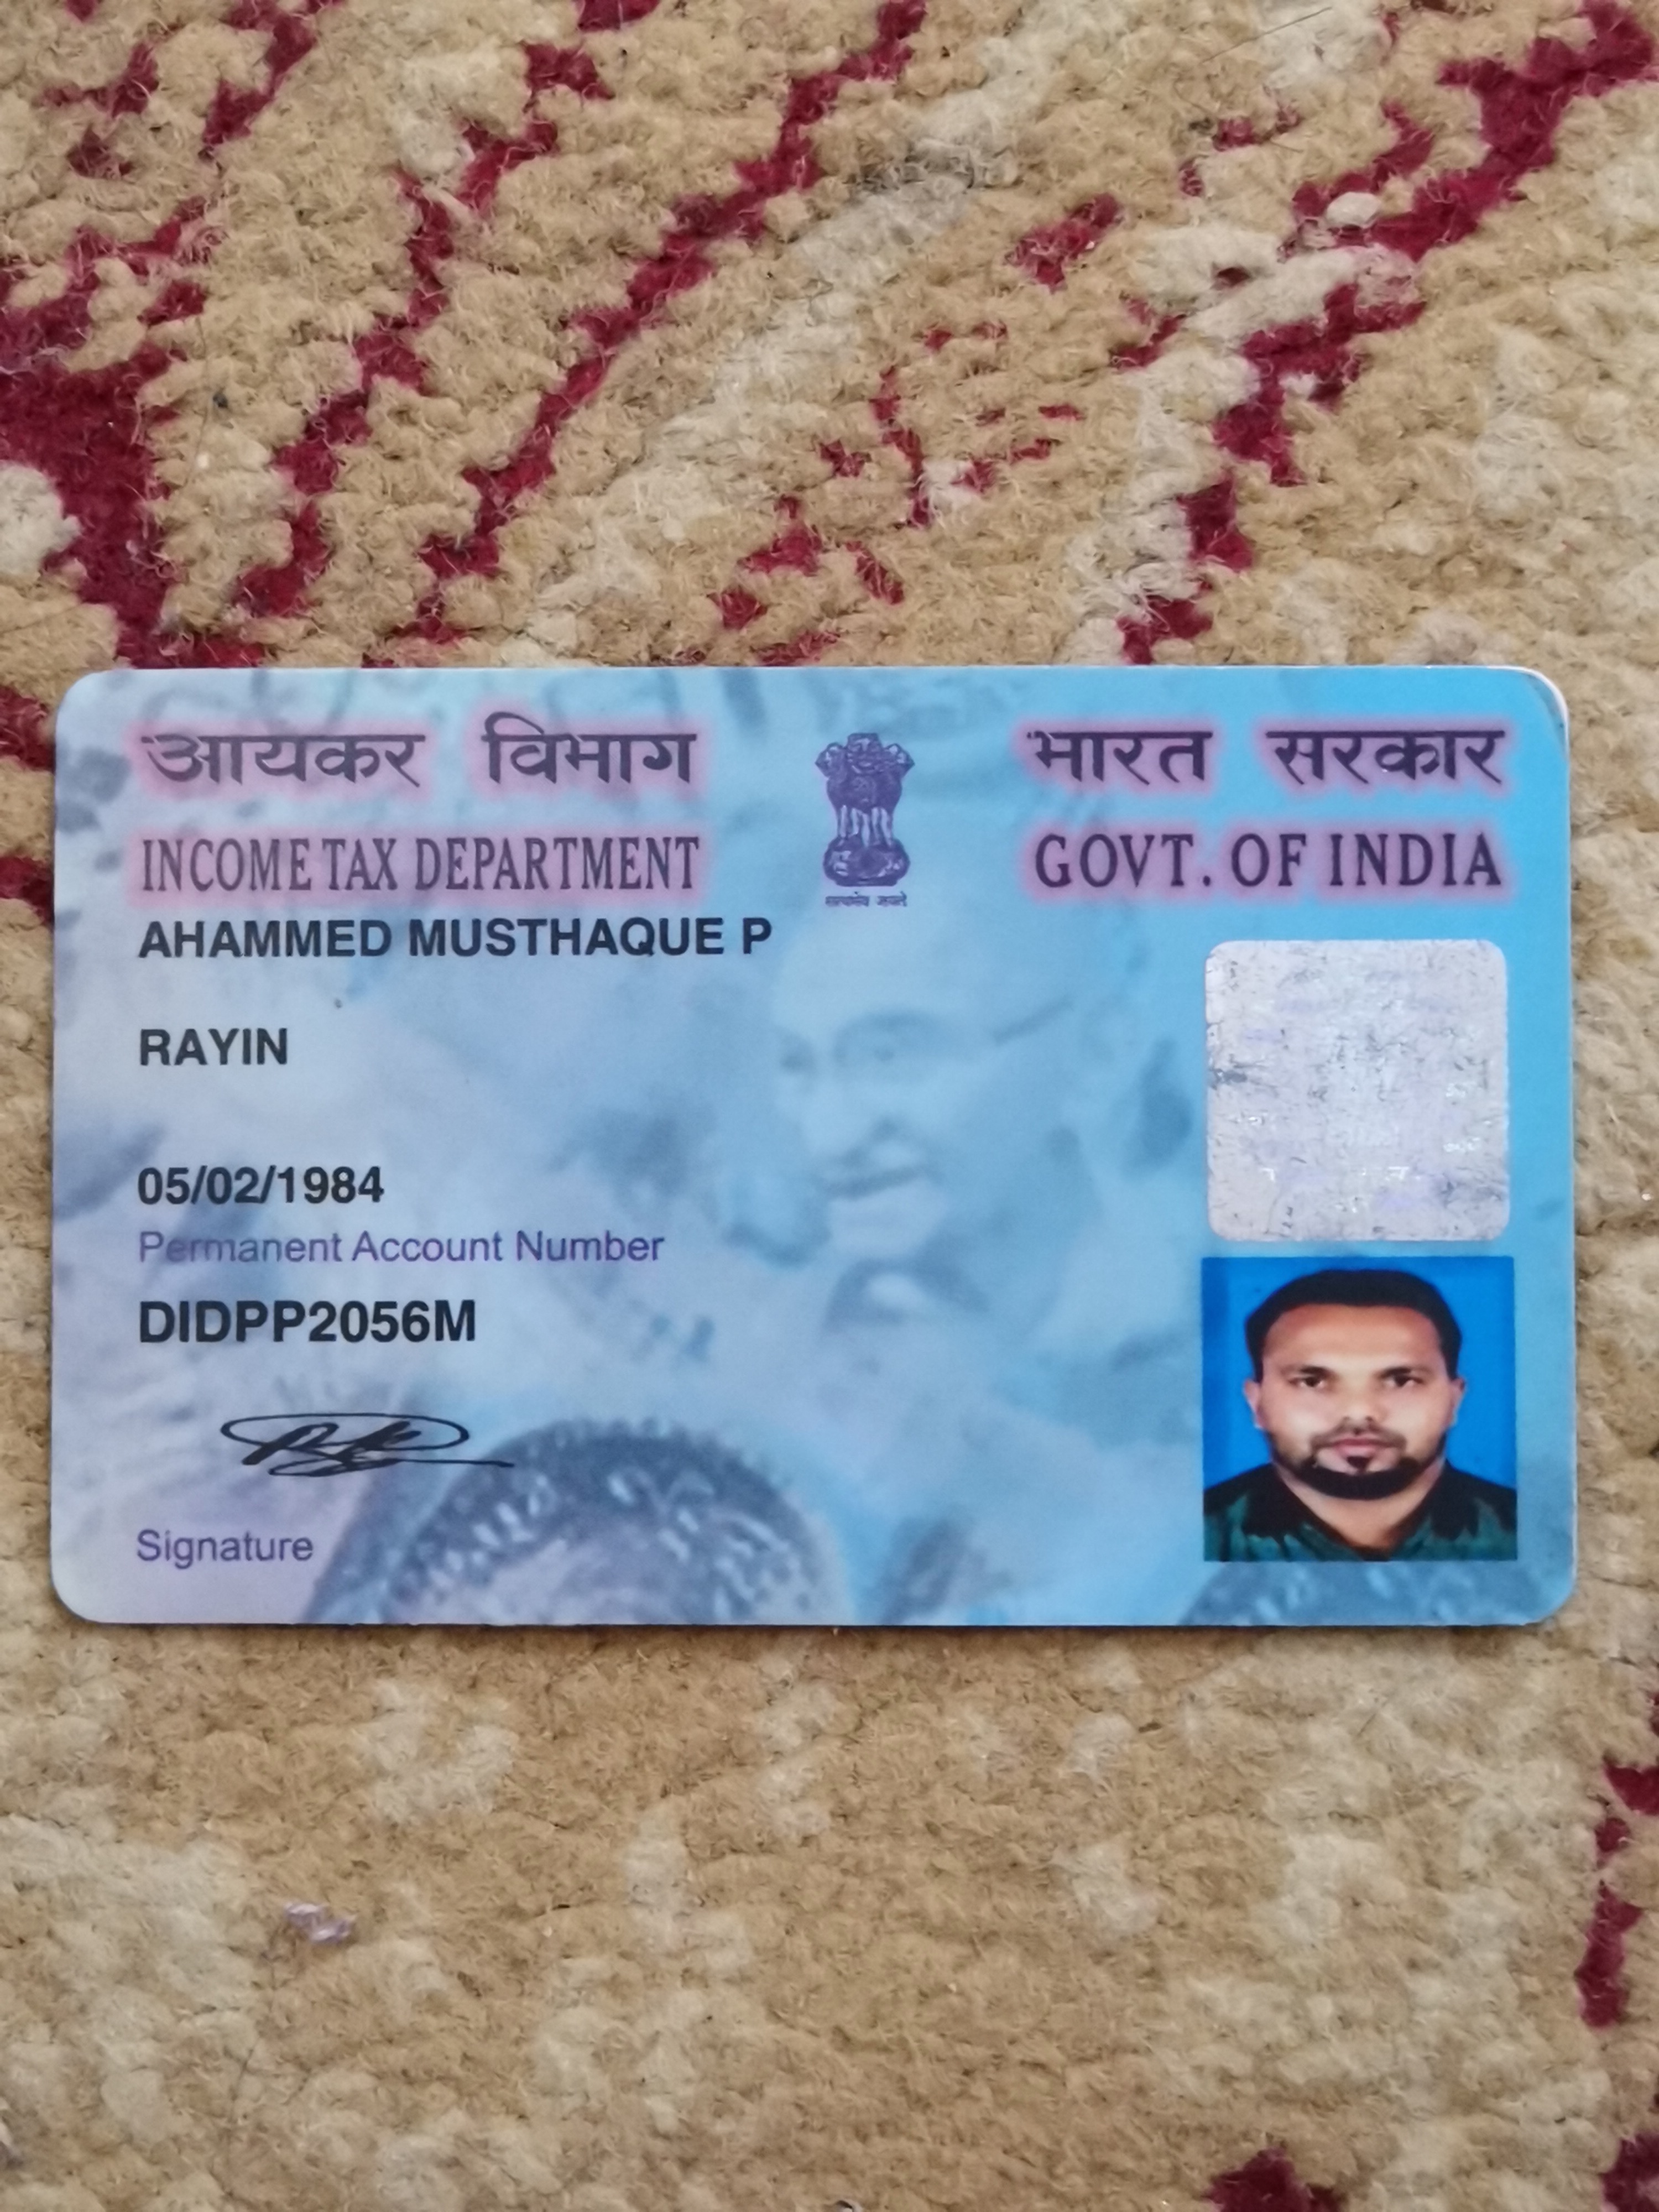 आयकर विभाग
INCOME TAX DEPARTMENT
सत्यमेव जयते
भारत सरकार
GOVT. OF INDIA
AHAMMED MUSTHAQUE P
RAYIN
05/02/1984
Permanent Account Number
DIDPP2056M
Signature